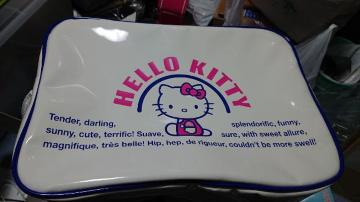 HELLO KITTY
Tender, darling, splendorific, funny,
sunny, cute, terrific! Suave, sure, with sweet allure,
magnifique, très belle! Hip, hep, de rigueur, couldn't be more swell!